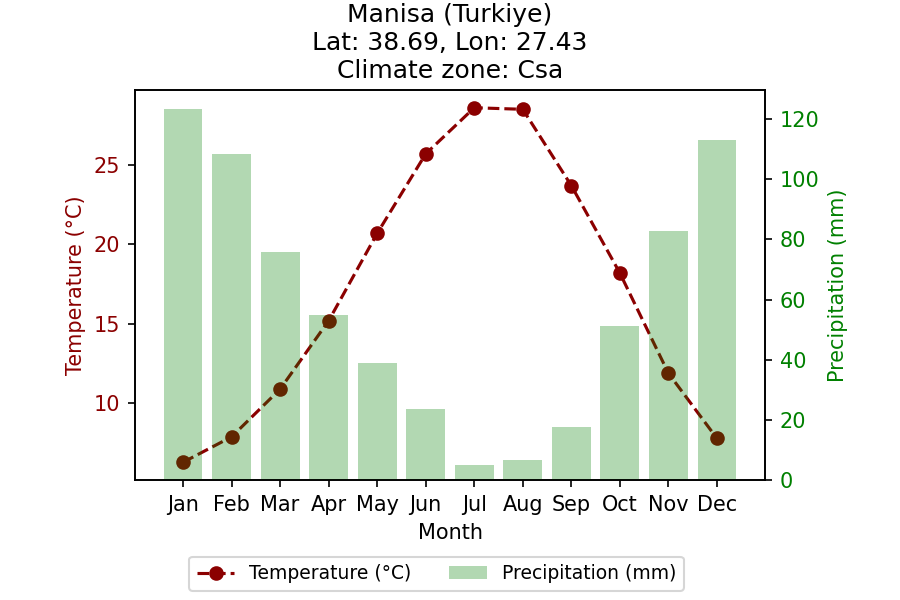 Manisa (Turkiye)
Lat: 38.69, Lon: 27.43
Climate zone: Csa
Temperature (°C)
25
20
15
10
120
100
80
60
40
20
0
Precipitation (mm)
Jan Feb Mar Apr May Jun Jul Aug Sep Oct Nov Dec
Month
Temperature (°C) Precipitation (mm)